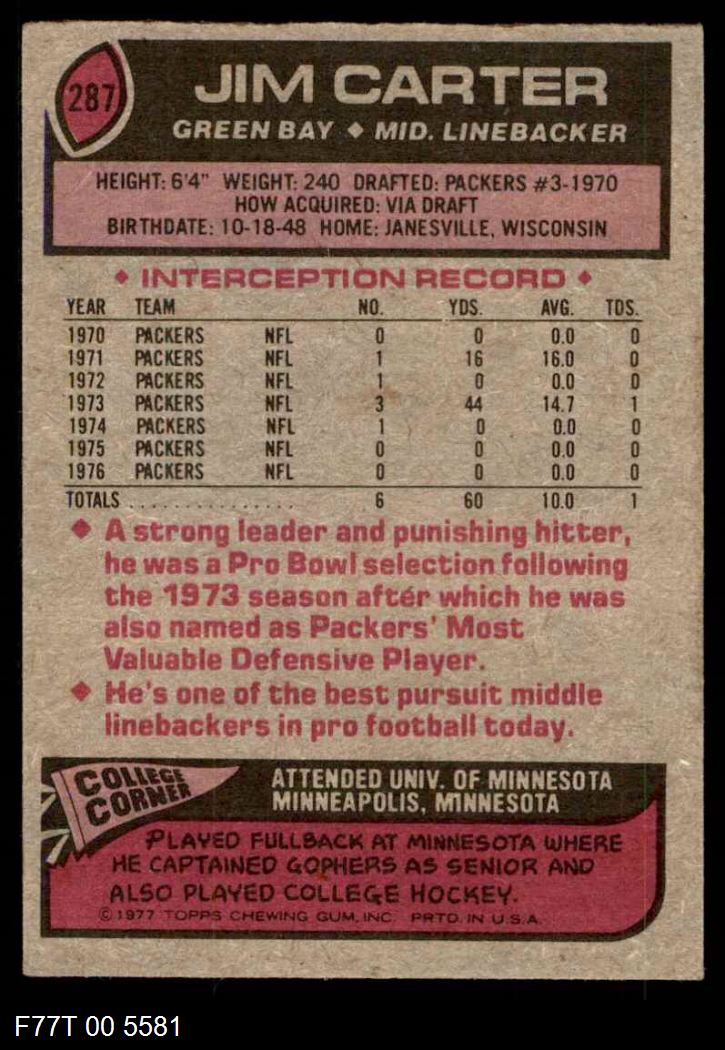 287
JIM CARTER
GREEN BAY ◆ MID. LINEBACKER
HEIGHT: 6'4" WEIGHT: 240 DRAFTED: PACKERS #3-1970
HOW ACQUIRED: VIA DRAFT
BIRTHDATE: 10-18-48 HOME: JANESVILLE, WISCONSIN
◆ INTERCEPTION RECORD ◆
YEAR TEAM NO. YDS. AVG. TDS.
1970 PACKERS NFL 0 0 0.0 0
1971 PACKERS NFL 1 16 16.0 0
1972 PACKERS NFL 1 0 0.0 0
1973 PACKERS NFL 3 44 14.7 1
1974 PACKERS NFL 1 0 0.0 0
1975 PACKERS NFL 0 0 0.0 0
1976 PACKERS NFL 0 0 0.0 0
TOTALS ............... 6 60 10.0 1
◆ A strong leader and punishing hitter,
he was a Pro Bowl selection following
the 1973 season after which he was
also named as Packers' Most
Valuable Defensive Player.
◆ He's one of the best pursuit middle
linebackers in pro football today.
COLLEGE
CORNER
ATTENDED UNIV. OF MINNESOTA
MINNEAPOLIS, MINNESOTA
PLAYED FULLBACK AT MINNESOTA WHERE
HE CAPTAINED GOPHERS AS SENIOR AND
ALSO PLAYED COLLEGE HOCKEY.
© 1977 TOPPS CHEWING GUM, INC. PRTD. IN U.S.A.
F77T 00 5581